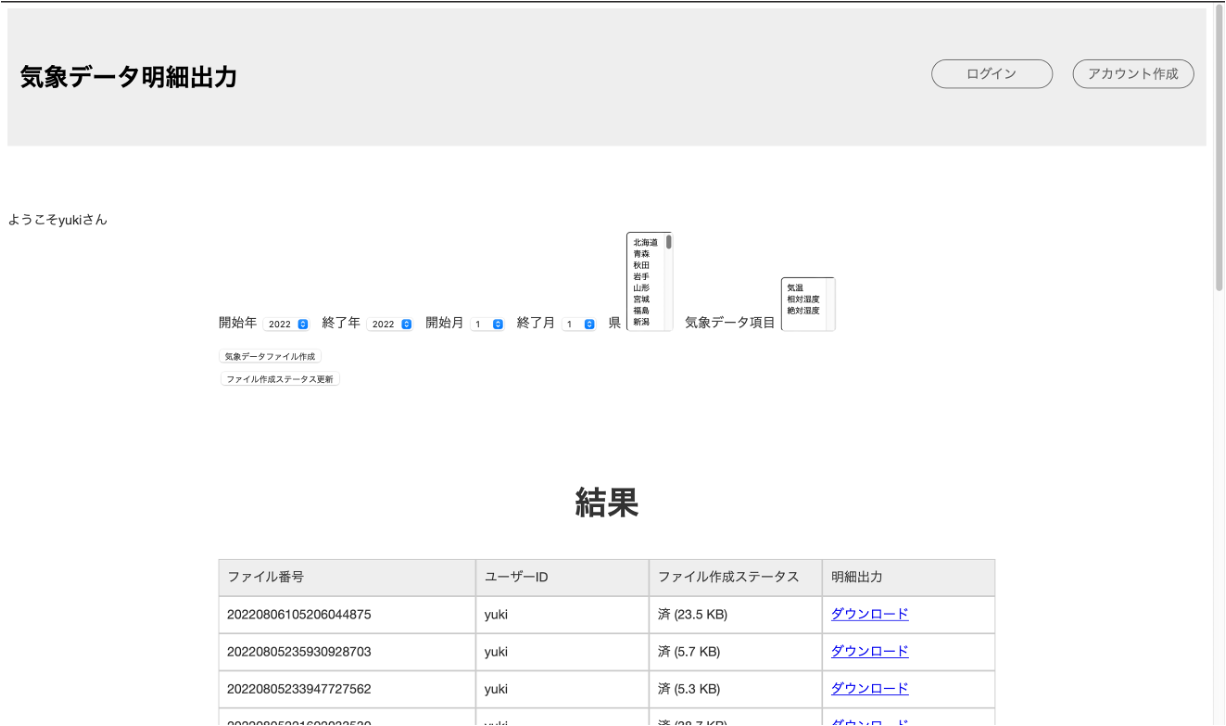 気象データ明細出力
ログイン
アカウント作成
ようこそyukiさん
開始年 2022 終了年 2022 開始月 1 終了月 1 県
北海道
青森
秋田
岩手
山形
宮城
福島
新潟
気象データ項目
気温
相対湿度
絶対湿度
気象データファイル作成
ファイル作成ステータス更新
結果
ファイル番号 ユーザーID ファイル作成ステータス 明細出力
20220806105206044875 yuki 済 (23.5 KB) ダウンロード
20220805235930928703 yuki 済 (5.7 KB) ダウンロード
20220805233947727562 yuki 済 (5.3 KB) ダウンロード
yuki ダウンロード